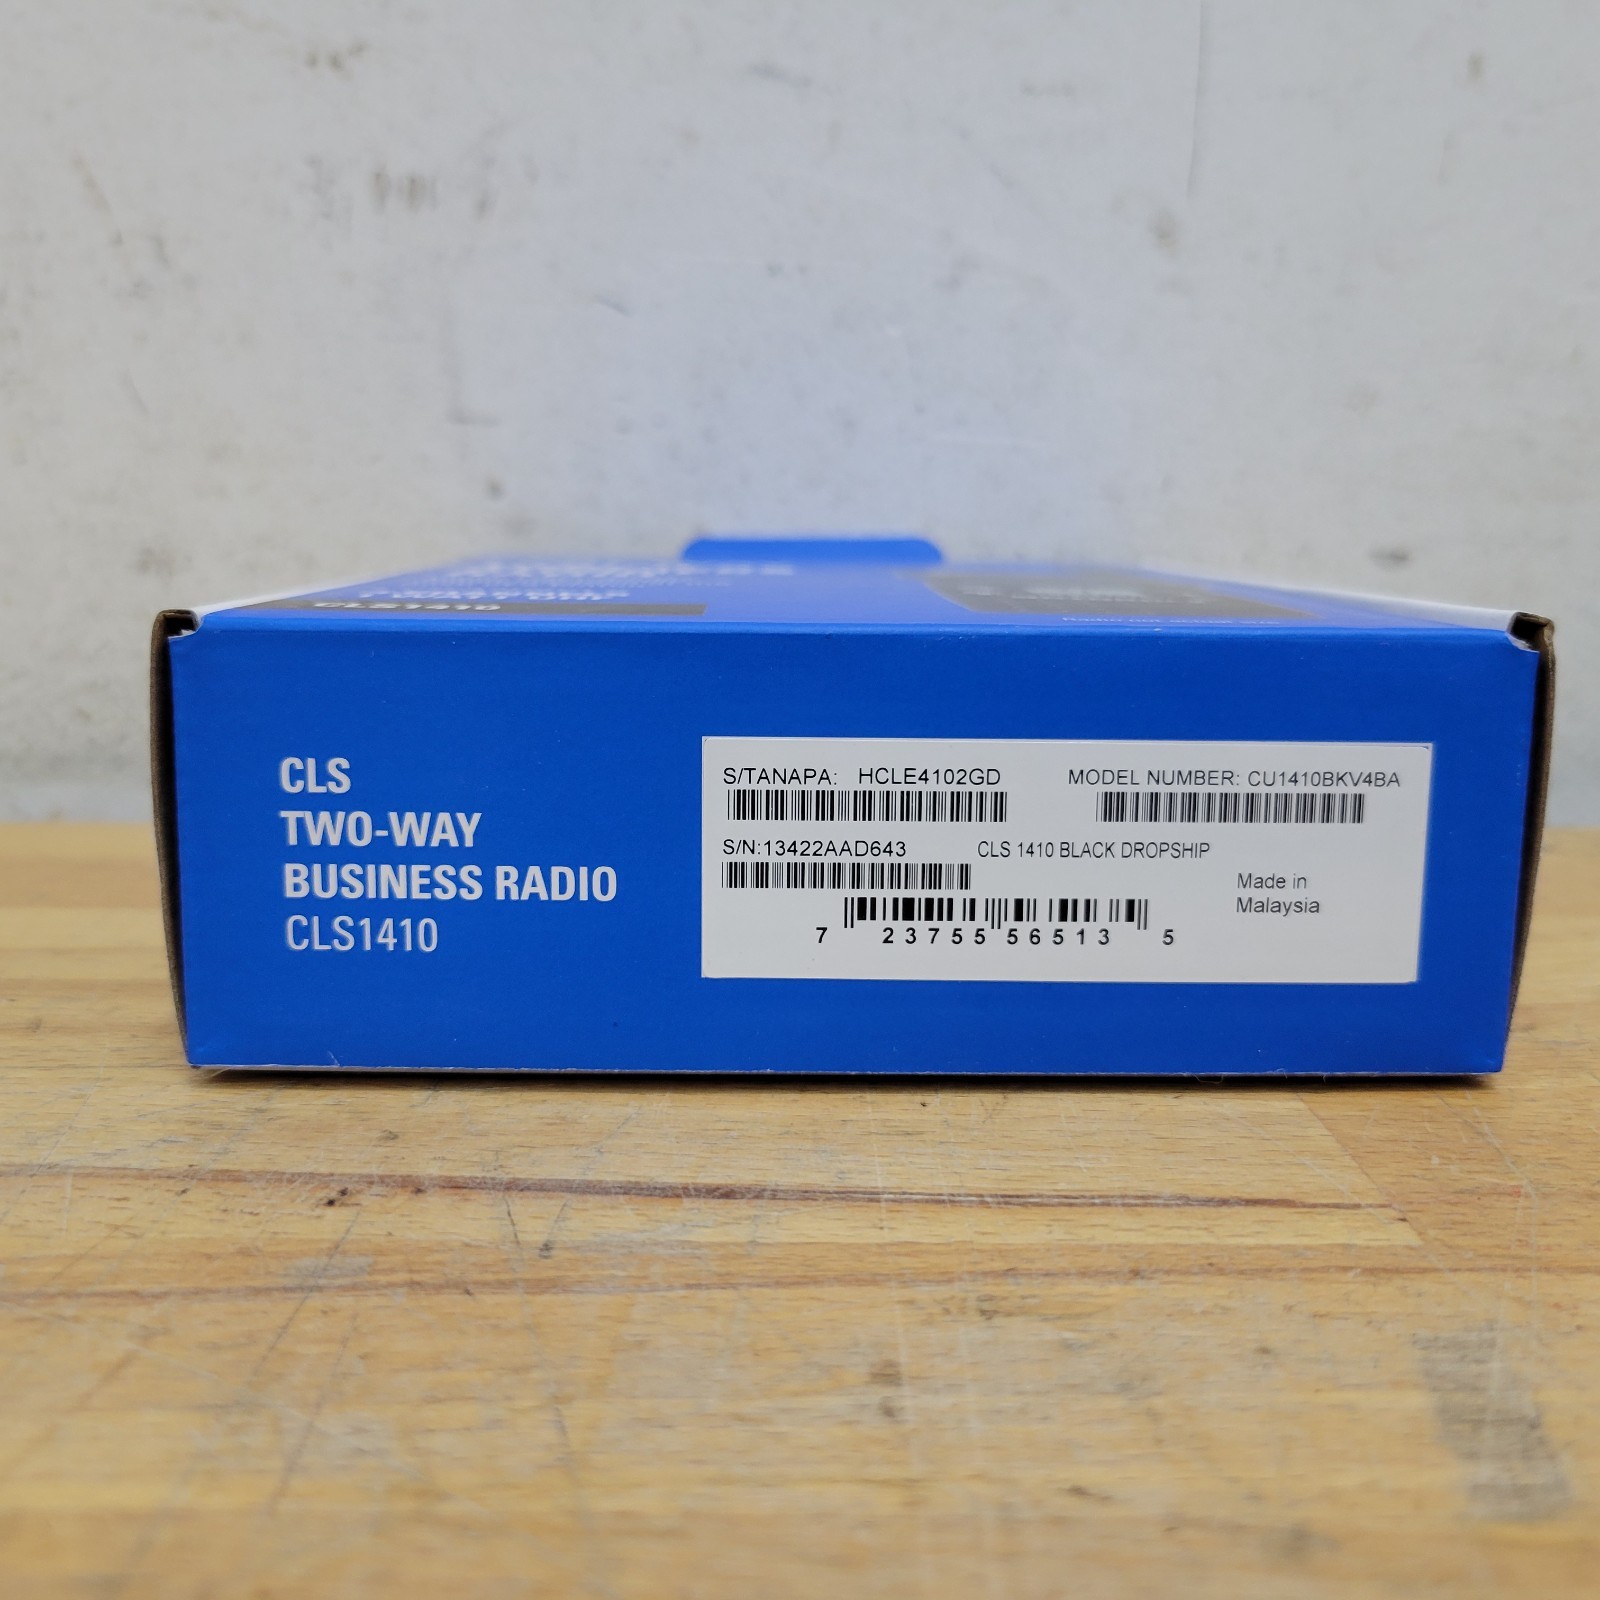 CLS1410
CLS
TWO-WAY
BUSINESS RADIO
CLS1410
S/TANAPA: HCLE4102GD
MODEL NUMBER: CU1410BKV4BA
S/N:13422AAD643
CLS 1410 BLACK DROPSHIP
Made in
Malaysia
7 23755 56513 5